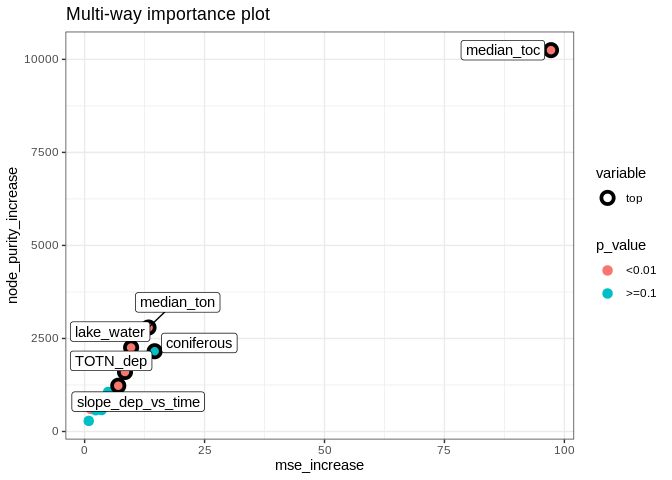 Multi-way importance plot
node_purity_increase
10000
7500
5000
2500
0
median_toc
median_ton
lake_water
coniferous
TOTN_dep
slope_dep_vs_time
0
25
50
75
100
mse_increase
variable
top
p_value
<0.01
>=0.1